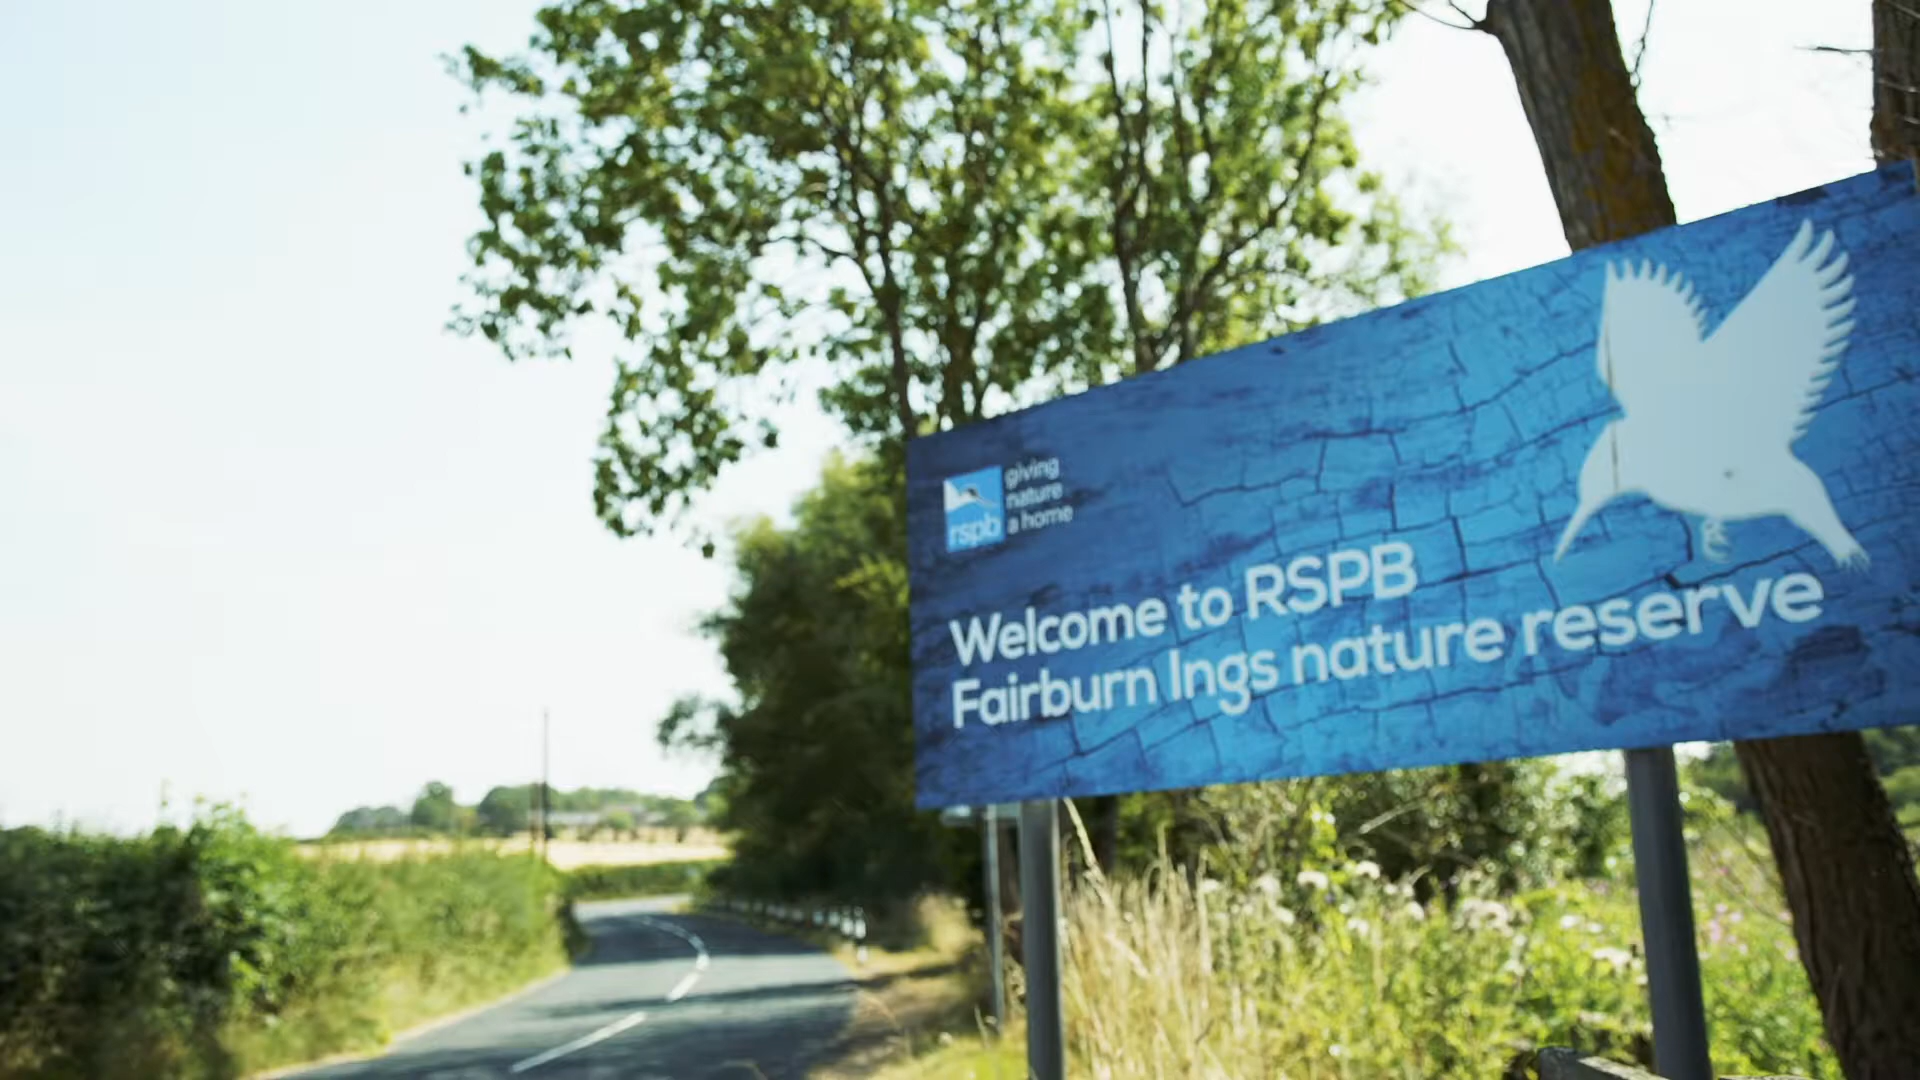 giving
nature
a home
rspb
Welcome to RSPB
Fairburn Ings nature reserve